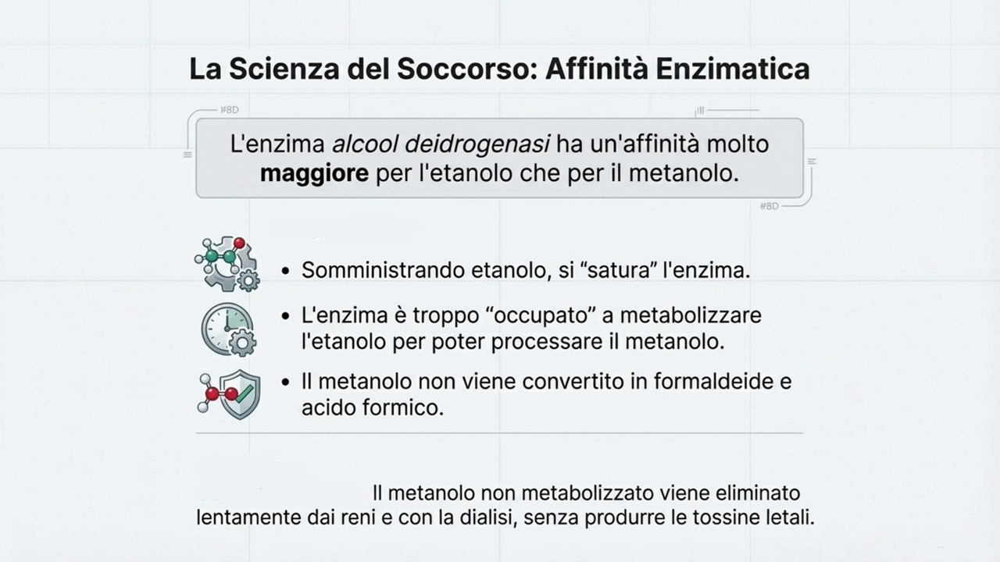 La Scienza del Soccorso: Affinità Enzimatica
#8D
L'enzima alcool deidrogenasi ha un'affinità molto
maggiore per l'etanolo che per il metanolo.
#8D
• Somministrando etanolo, si “satura” l'enzima.
• L'enzima è troppo “occupato” a metabolizzare
l'etanolo per poter processare il metanolo.
• Il metanolo non viene convertito in formaldeide e
acido formico.
Il metanolo non metabolizzato viene eliminato
lentamente dai reni e con la dialisi, senza produrre le tossine letali.